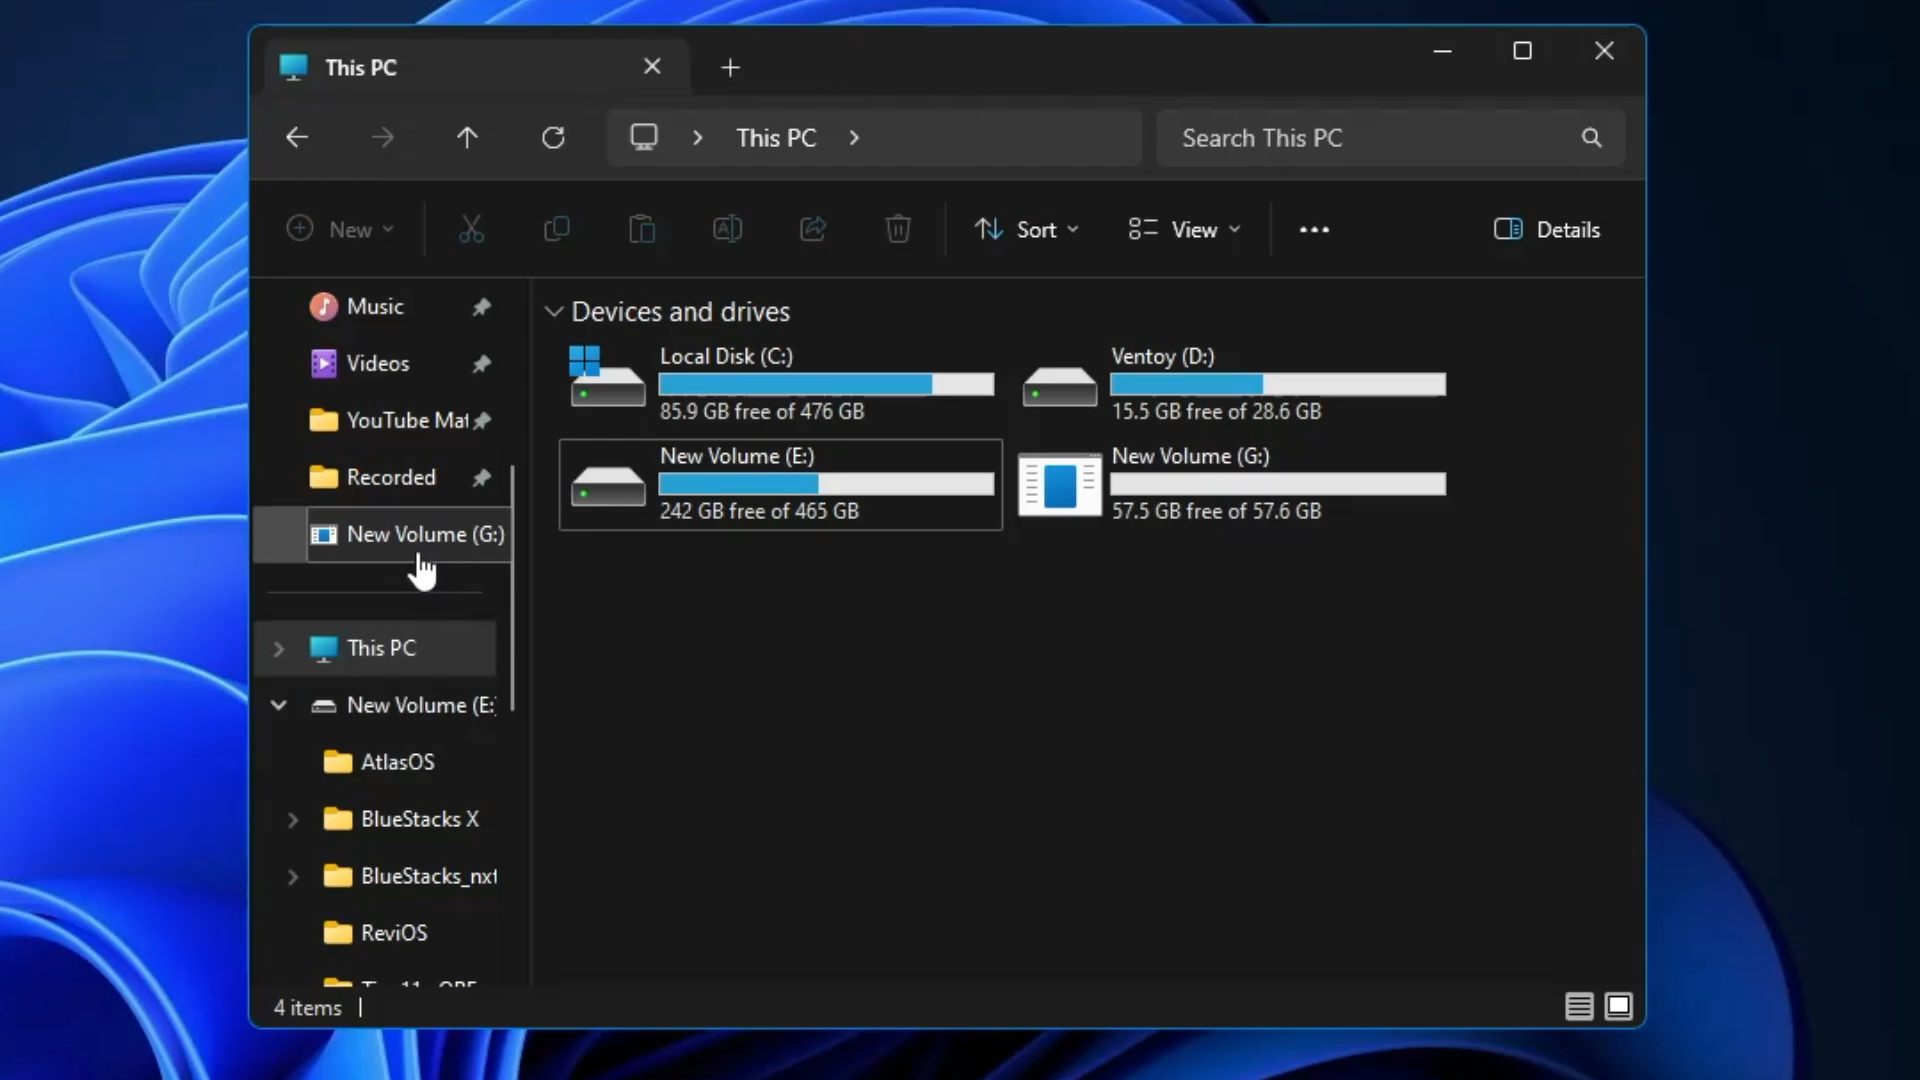 This PC
This PC
Search This PC
New
Sort
View
Details
Music
Videos
YouTube Mat
Recorded
New Volume (G:)
This PC
New Volume (E:
AtlasOS
BlueStacks X
BlueStacks_nxt
ReviOS
Devices and drives
Local Disk (C:)
85.9 GB free of 476 GB
Ventoy (D:)
15.5 GB free of 28.6 GB
New Volume (E:)
242 GB free of 465 GB
New Volume (G:)
57.5 GB free of 57.6 GB
4 items